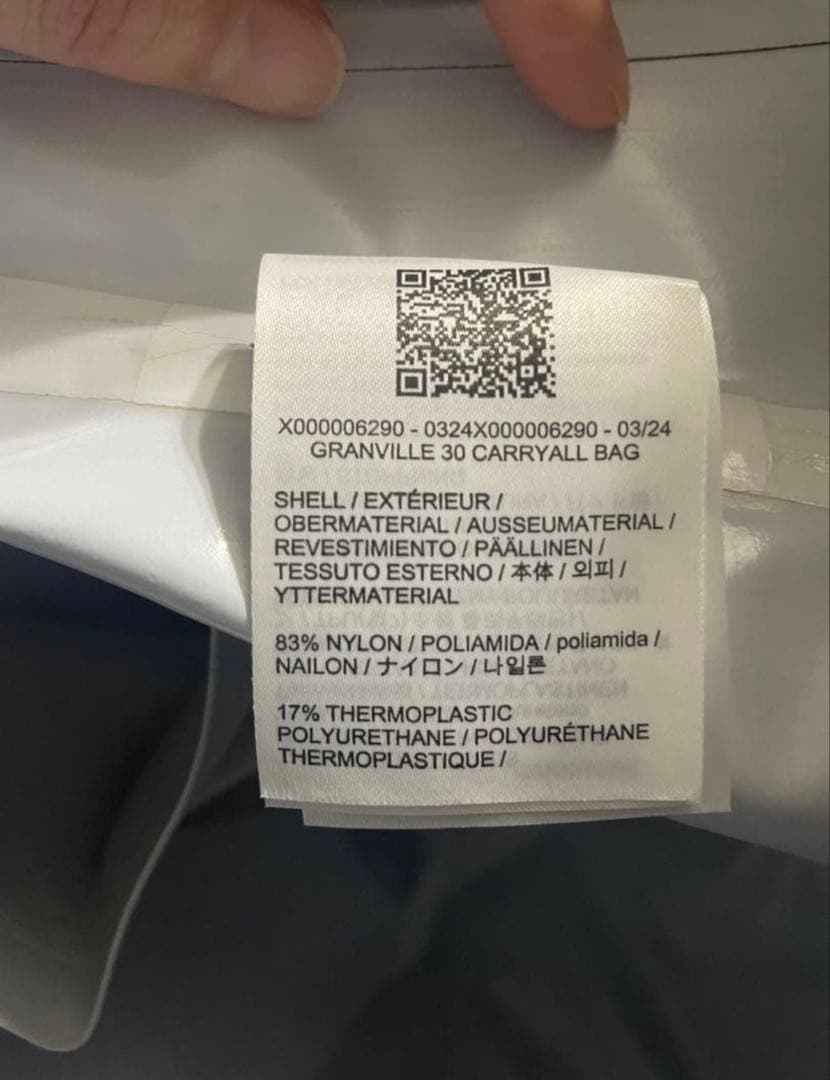 X000006290 - 0324X000006290 - 03/24
GRANVILLE 30 CARRYALL BAG
SHELL / EXTÉRIEUR /
OBERMATERIAL / AUSSEUMATERIAL /
REVESTIMIENTO / PÄÄLLINEN /
TESSUTO ESTERNO / 本体 / 외피 /
YTTERMATERIAL
83% NYLON / POLIAMIDA / poliamida /
NAILON / ナイロン / 나일론
17% THERMOPLASTIC
POLYURETHANE / POLYURÉTHANE
THERMOPLASTIQUE /